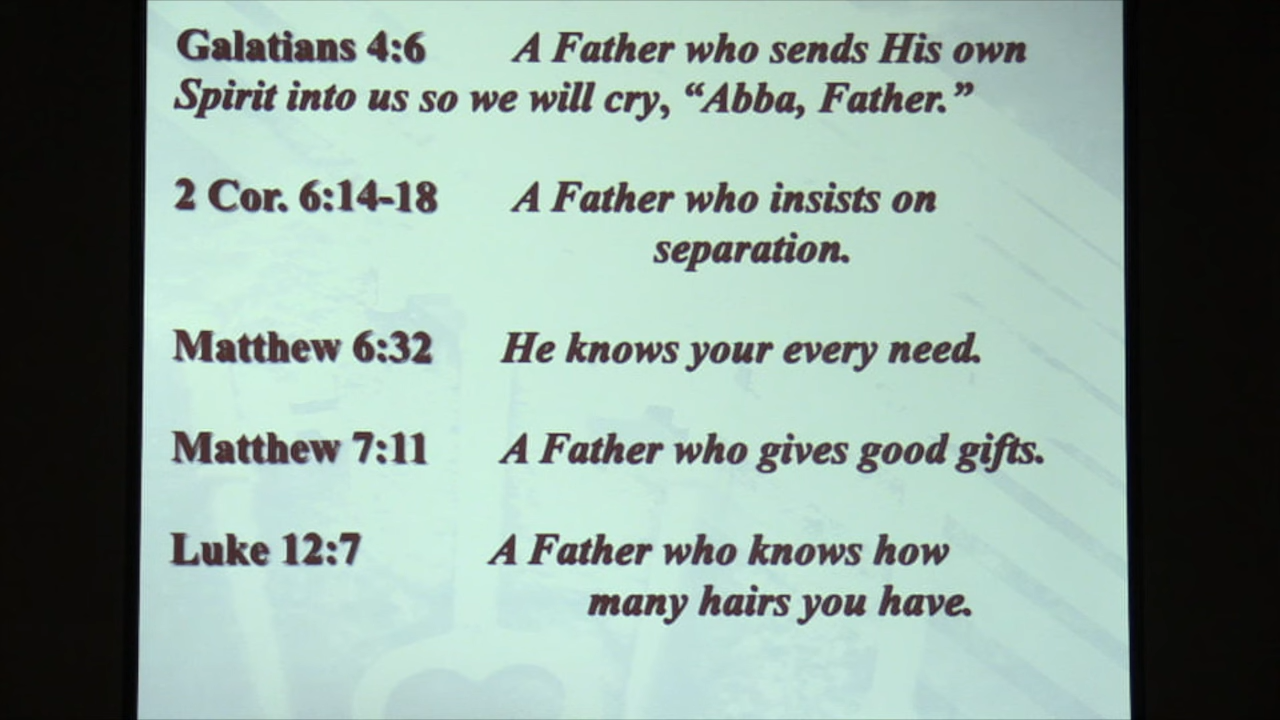 Galatians 4:6 A Father who sends His own
Spirit into us so we will cry, “Abba, Father.”
2 Cor. 6:14-18 A Father who insists on
separation.
Matthew 6:32 He knows your every need.
Matthew 7:11 A Father who gives good gifts.
Luke 12:7 A Father who knows how
many hairs you have.